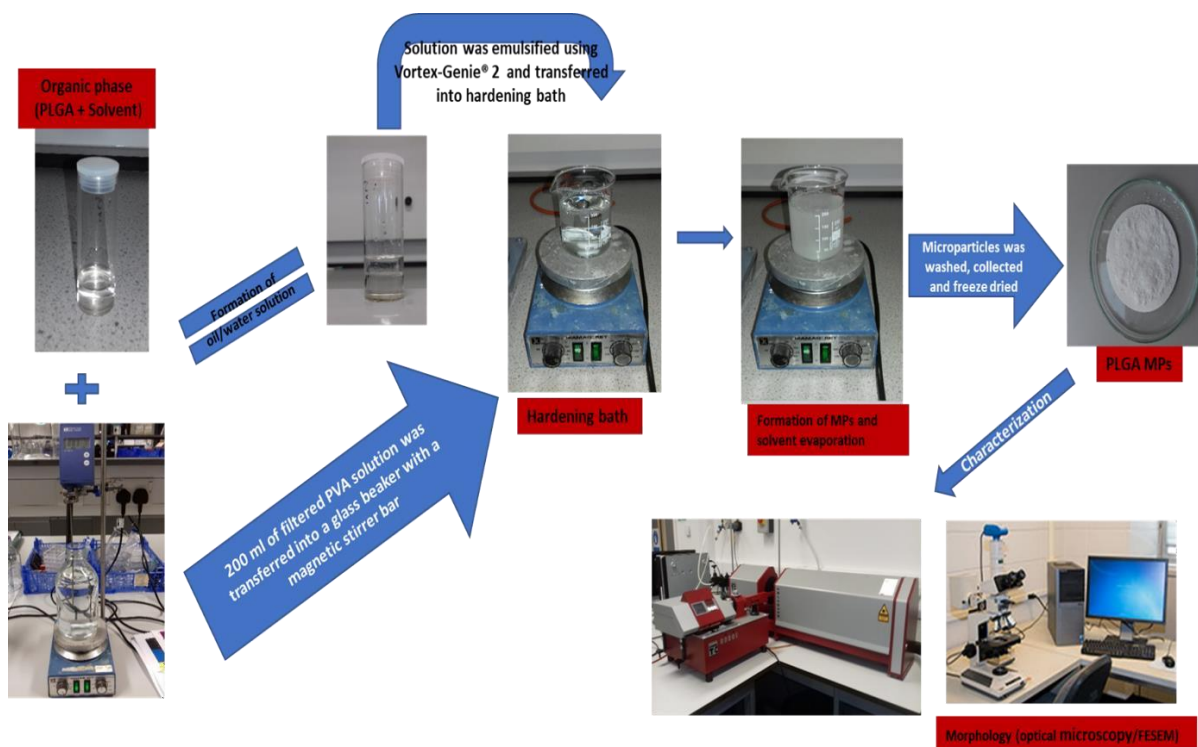 Organic phase
(PLGA + Solvent)
Solution was emulsified using
Vortex-Genie® 2 and transferred
into hardening bath
Formation of
oil/water solution
+
200 ml of filtered PVA solution was
transferred into a glass beaker with a
magnetic stirrer bar
Hardening bath
Formation of MPs and
solvent evaporation
Microparticles was
washed, collected
and freeze dried
PLGA MPs
Characterization
Morphology (optical microscopy/FESEM)